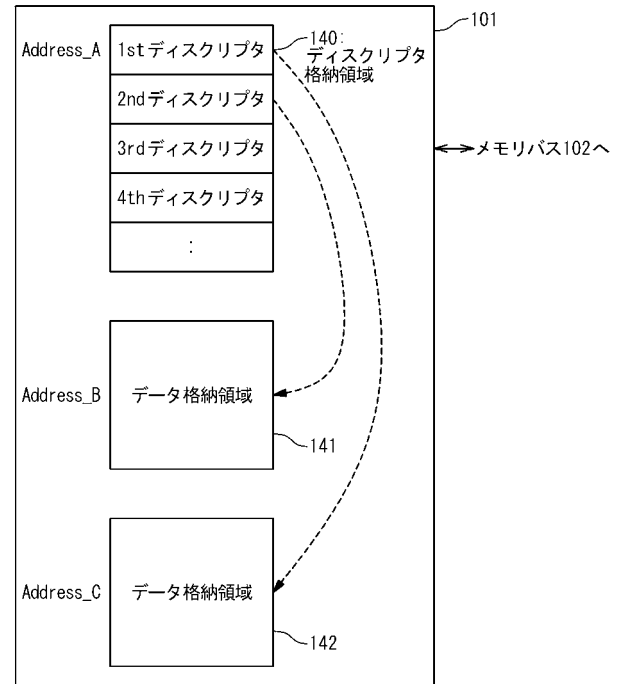 101
Address_A
1stディスクリプタ
140:
ディスクリプタ
格納領域
2ndディスクリプタ
3rdディスクリプタ
メモリバス102へ
4thディスクリプタ
:
Address_B
データ格納領域
141
Address_C
データ格納領域
142